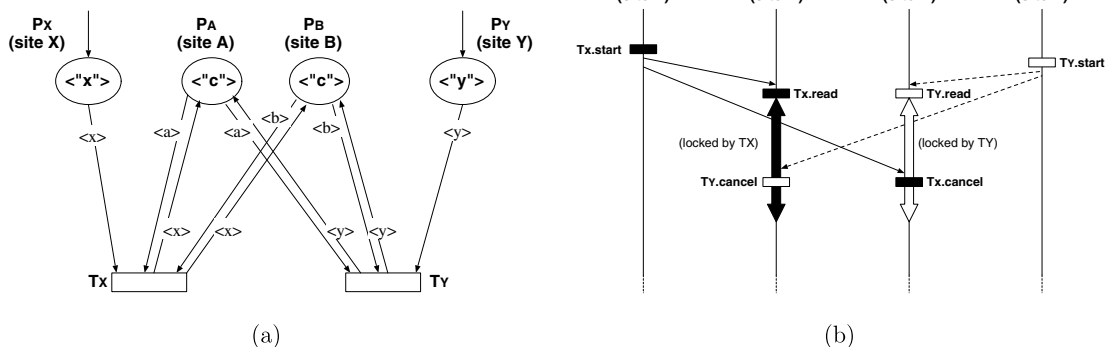 PX
(site X)
PA
(site A)
PB
(site B)
PY
(site Y)
<"x">
<"c">
<"c">
<"y">
<x>
<a>
<a>
<b>
<b>
<y>
<x>
<x>
<y>
<y>
TX
TY
(a)
TX.start
TY.start
TX.read
TY.read
(locked by TX)
(locked by TY)
TY.cancel
TX.cancel
(b)